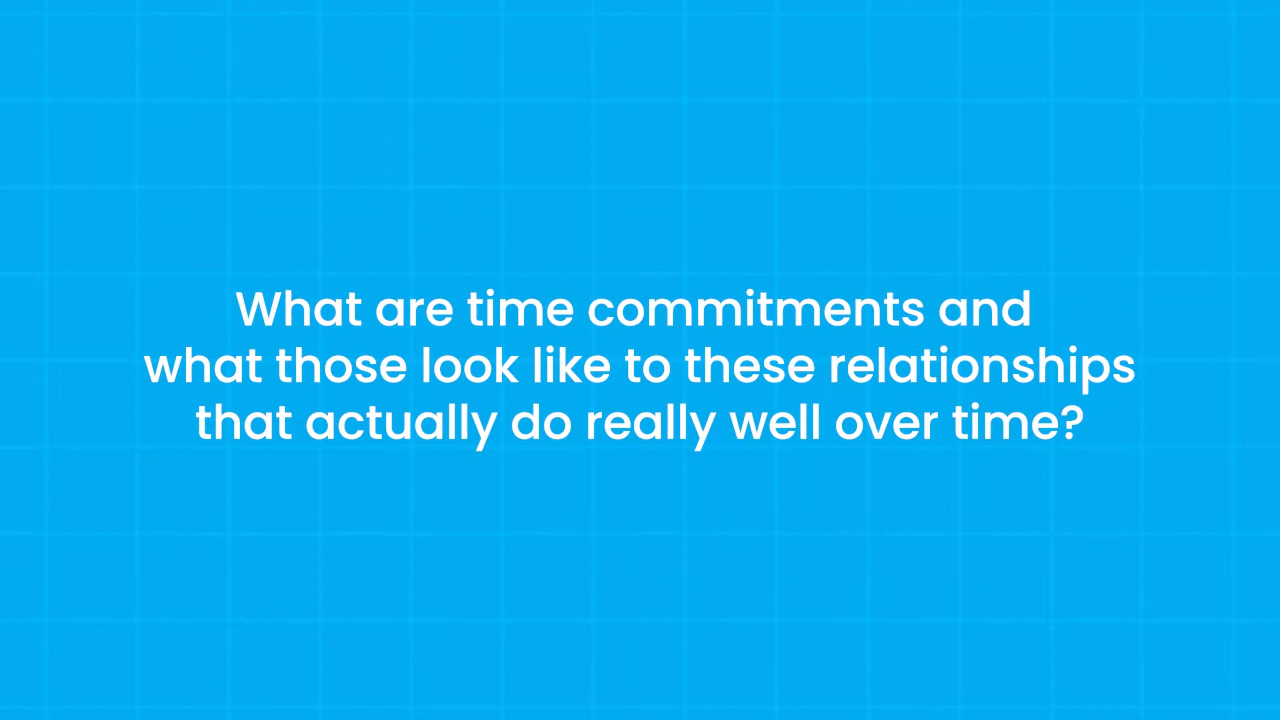 What are time commitments and
what those look like to these relationships
that actually do really well over time?